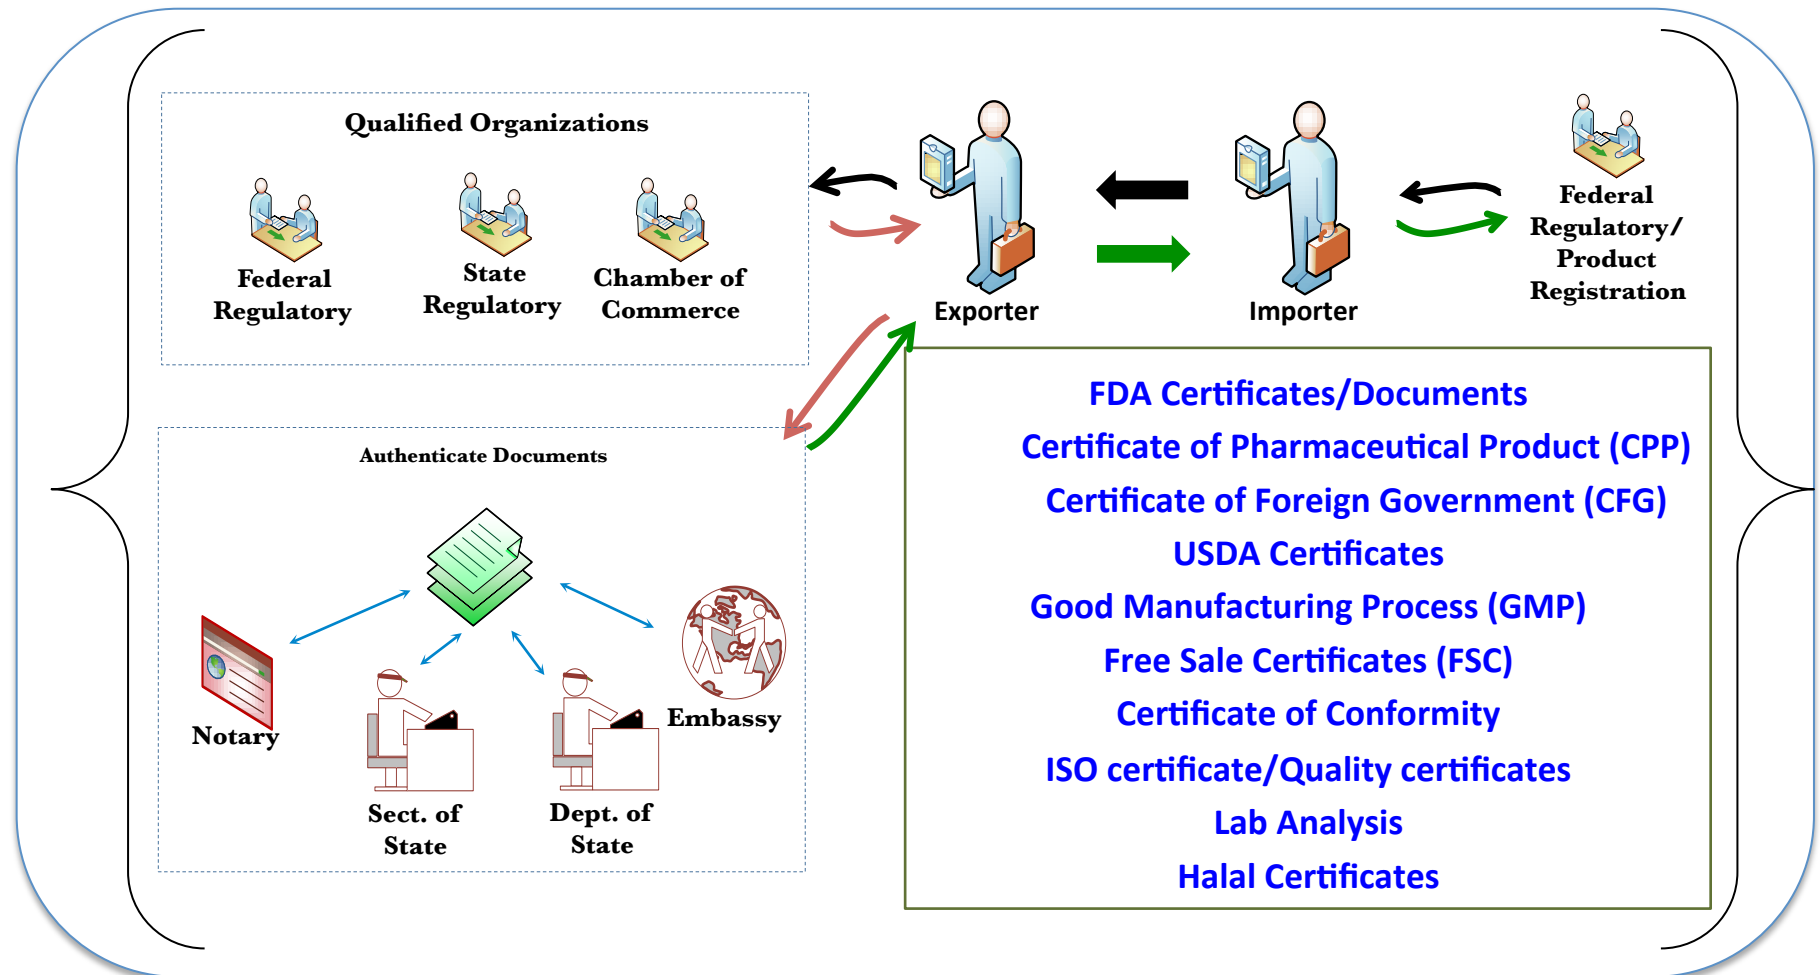 Qualified Organizations
Federal
Regulatory
State
Regulatory
Chamber of
Commerce
Exporter
Importer
Federal
Regulatory/
Product
Registration
Authenticate Documents
Notary
Sect. of
State
Dept. of
State
Embassy
FDA Certificates/Documents
Certificate of Pharmaceutical Product (CPP)
Certificate of Foreign Government (CFG)
USDA Certificates
Good Manufacturing Process (GMP)
Free Sale Certificates (FSC)
Certificate of Conformity
ISO certificate/Quality certificates
Lab Analysis
Halal Certificates